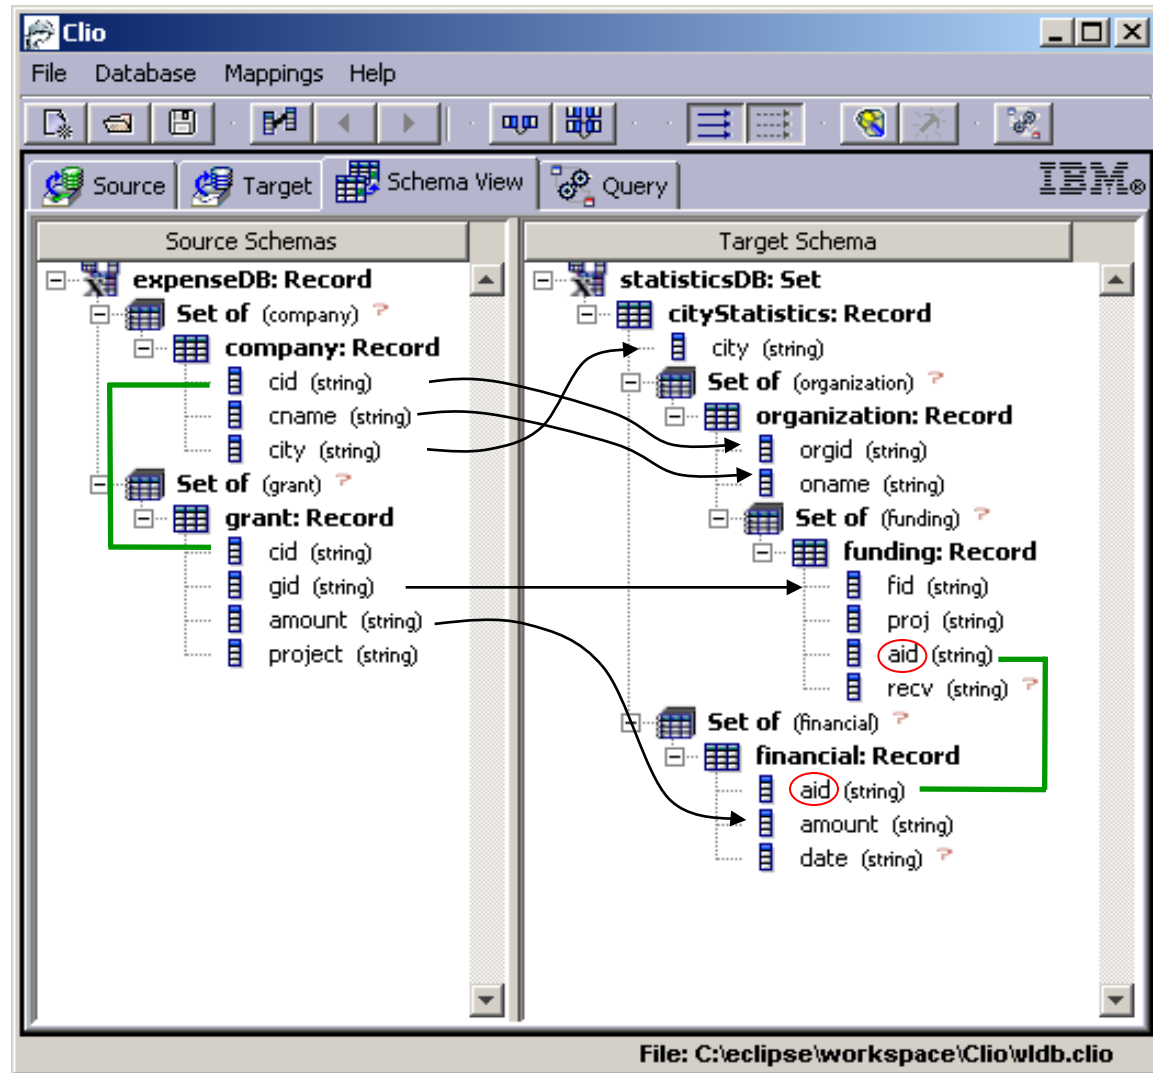 Clio
File Database Mappings Help
Source Target Schema View Query IBM®
Source Schemas
expenseDB: Record
Set of (company) ?
company: Record
cid (string)
cname (string)
city (string)
Set of (grant) ?
grant: Record
cid (string)
gid (string)
amount (string)
project (string)
Target Schema
statisticsDB: Set
cityStatistics: Record
city (string)
Set of (organization) ?
organization: Record
orgid (string)
oname (string)
Set of (funding) ?
funding: Record
fid (string)
proj (string)
aid (string)
recv (string) ?
Set of (financial) ?
financial: Record
aid (string)
amount (string)
date (string) ?
File: C:\eclipse\workspace\Clio\vldb.clio